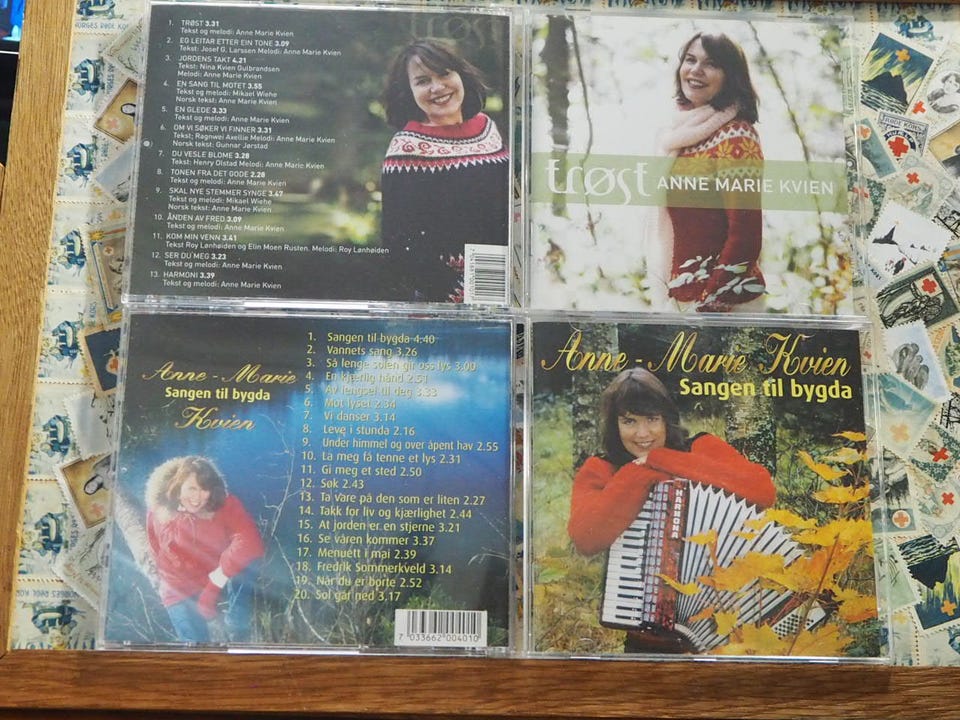 trøst
1. TRØST 3.31
Tekst og melodi: Anne Marie Kvien
2. EG LEITAR ETTER EIN TONE 3.09
Tekst: Josef G. Larssen Melodi: Anne Marie Kvien
3. JORDENS TAKT 4.21
Tekst: Nina Kvien Gulbrandsen
Melodi: Anne Marie Kvien
4. EN SANG TIL MOTET 3.55
Tekst og melodi: Mikael Wiehe
Norsk tekst: Anne Marie Kvien
5. EN GLEDE 3.33
Tekst og melodi: Anne Marie Kvien
6. OM VI SØKER VI FINNER 3.31
Tekst: Ragnwei Axellie Melodi: Anne Marie Kvien
Norsk tekst: Gunnar Jørstad
7. DU VESLE BLOME 3.28
Tekst: Henry Gistad Melodi: Anne Marie Kvien
8. TONEN FRA DET GODE 2.28
Tekst og melodi: Anne Marie Kvien
9. SKAL NYE STEMMER SYNGE 3.47
Tekst og melodi: Mikael Wiehe
Norsk tekst: Anne Marie Kvien
10. ÅNDEN AV FRED 3.09
Tekst og melodi: Anne Marie Kvien
11. KOM MIN VENN 3.41
Tekst Roy Lønhøiden og Elin Moen Rusten. Melodi: Roy Lønhøiden
12. SER DU MEG 3.23
Tekst og melodi: Anne Marie Kvien
13. HARMONI 3.39
Tekst og melodi: Anne Marie Kvien
trøst ANNE MARIE KVIEN
Anne-Marie
Sangen til bygda
Kvien
1. Sangen til bygda 4.40
2. Vannets sang 3.26
3. Så lenge solen gir oss lys 3.00
4. En kjærlig hånd 2.51
5. Av lengsel til deg 3.33
6. Mot lyset 2.34
7. Vi danser 3.14
8. Leve i stunda 2.16
9. Under himmel og over åpent hav 2.55
10. La meg få tenne et lys 2.31
11. Gi meg et sted 2.50
12. Søk 2.43
13. Ta vare på den som er liten 2.27
14. Takk for liv og kjærlighet 2.44
15. At jorden er en stjerne 3.21
16. Se våren kommer 3.37
17. Menuett i mai 2.39
18. Fredrik Sommerkveld 3.14
19. Når du er borte 2.52
20. Sol går ned 3.17
7 033662 004010
Anne-Marie Kvien
Sangen til bygda
HARMONA